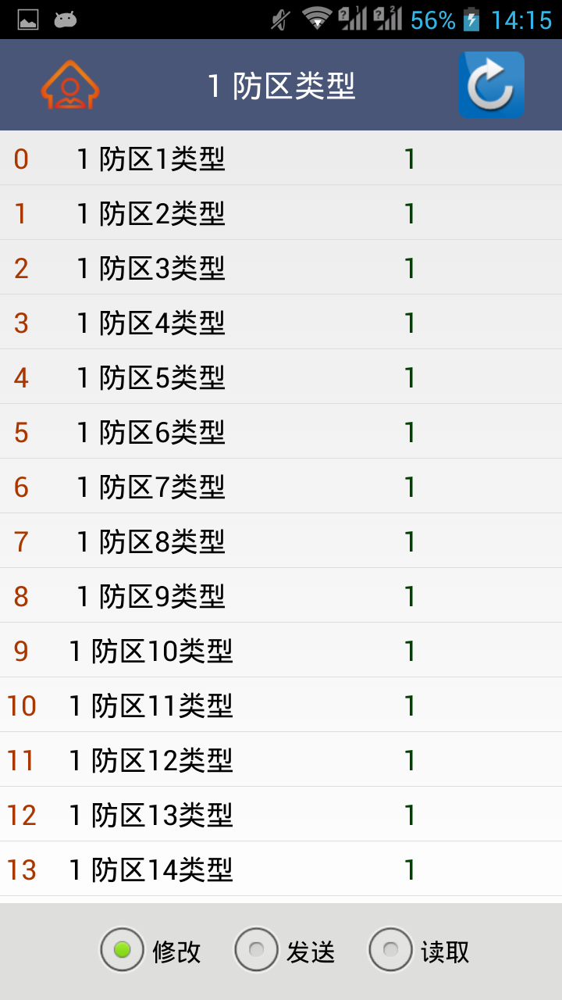 56% 14:15
1 防区类型
0 1 防区1类型 1
1 1 防区2类型 1
2 1 防区3类型 1
3 1 防区4类型 1
4 1 防区5类型 1
5 1 防区6类型 1
6 1 防区7类型 1
7 1 防区8类型 1
8 1 防区9类型 1
9 1 防区10类型 1
10 1 防区11类型 1
11 1 防区12类型 1
12 1 防区13类型 1
13 1 防区14类型 1
修改 发送 读取